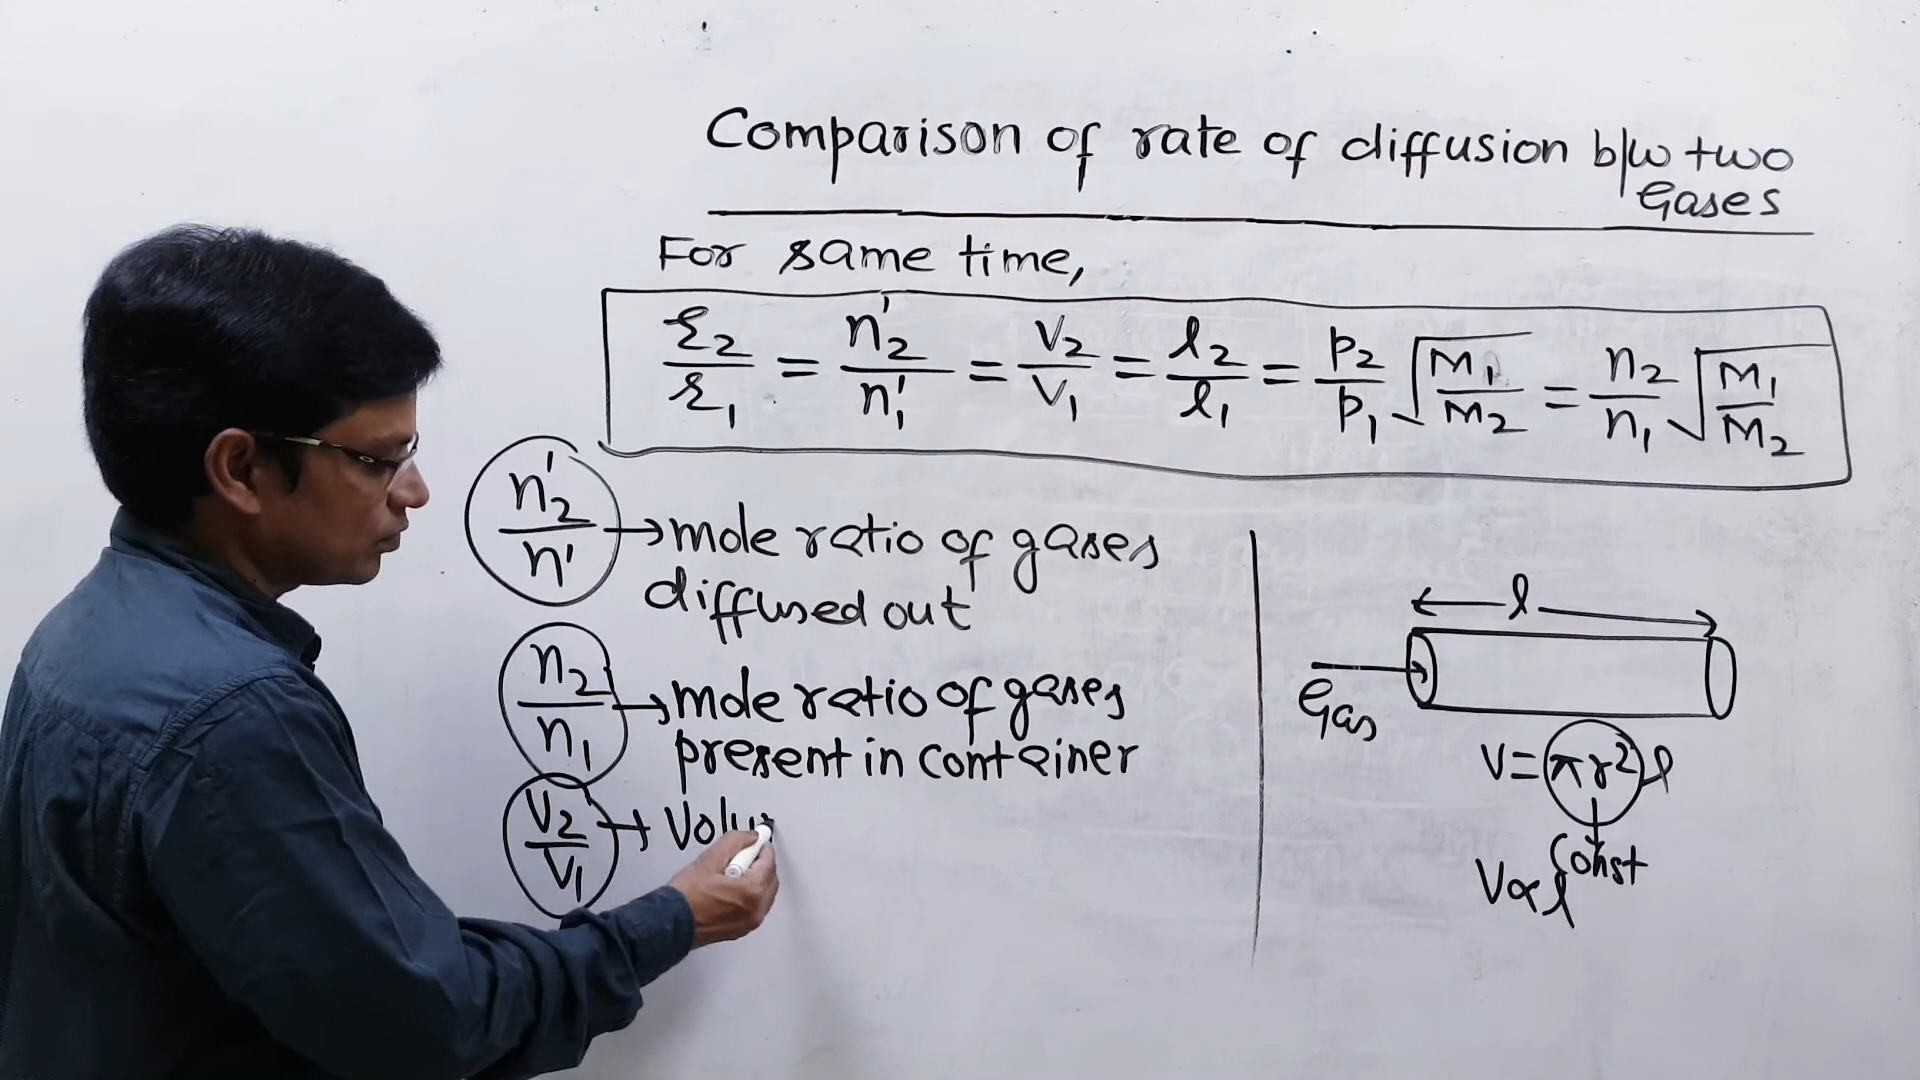 Comparison of rate of diffusion b/w two
Gases
For same time,
r₂/r₁ = n'₂/n'₁ = V₂/V₁ = l₂/l₁ = P₂/P₁ √(M₁/M₂) = n₂/n₁ √(M₁/M₂)
n'₂/n' → mole ratio of gases
diffused out
n₂/n₁ → mole ratio of gases
present in container
V₂/V₁ → Volu
l
Gas
V = πr² l
Const
V ∝ l